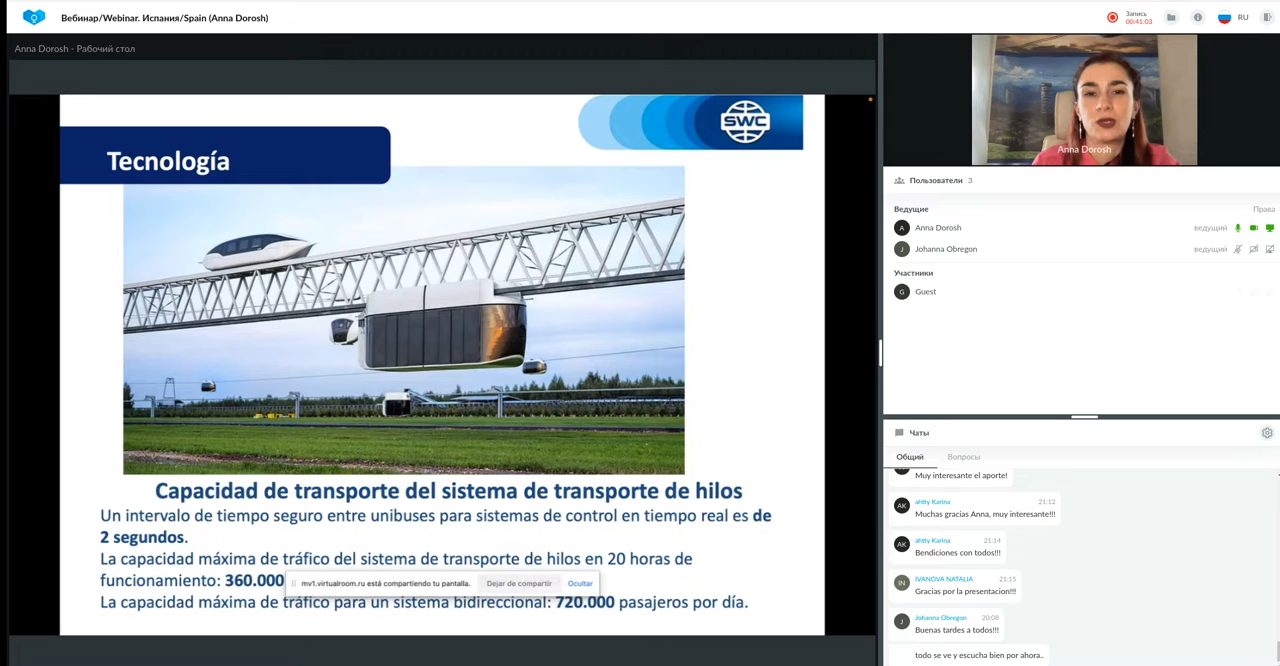 Вебинар/Webinar. Испания/Spain (Anna Dorosh)
Запись
00:41:03
RU
Anna Dorosh - Рабочий стол
SWC
Tecnología
Capacidad de transporte del sistema de transporte de hilos
Un intervalo de tiempo seguro entre unibuses para sistemas de control en tiempo real es de
2 segundos.
La capacidad máxima de tráfico del sistema de transporte de hilos en 20 horas de
funcionamiento: 360.000
mv1.virtualroom.ru está compartiendo tu pantalla. Dejar de compartir Ocultar
La capacidad máxima de tráfico para un sistema bidireccional: 720.000 pasajeros por día.
Anna Dorosh
Пользователи 3
Ведущие Права
A Anna Dorosh ведущий
J Johanna Obregon ведущий
Участники
G Guest
Чаты
Общий Вопросы
Muy interesante el aporte!
AK ahtty Karina 21:12
Muchas gracias Anna, muy interesante!!!
AK ahtty Karina 21:14
Bendiciones con todos!!!
IN IVANOVA NATALIA 21:15
Gracias por la presentacion!!!
J Johanna Obregon 20:08
Buenas tardes a todos!!!
todo se ve y escucha bien por ahora..